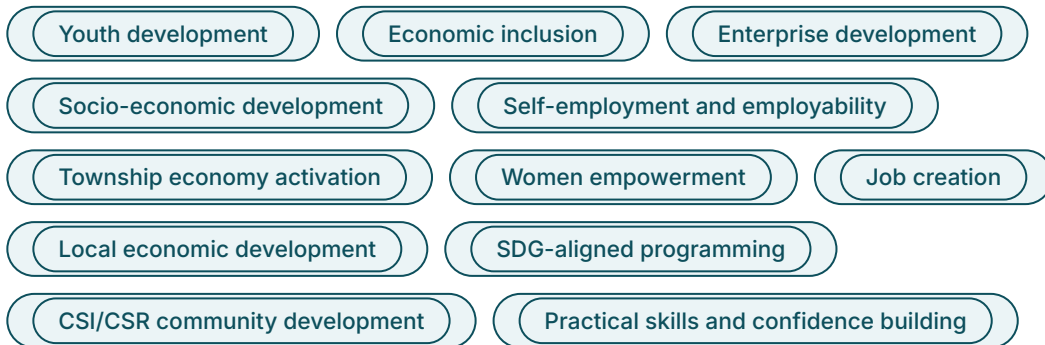 Youth development Economic inclusion Enterprise development
Socio-economic development Self-employment and employability
Township economy activation Women empowerment Job creation
Local economic development SDG-aligned programming
CSI/CSR community development Practical skills and confidence building